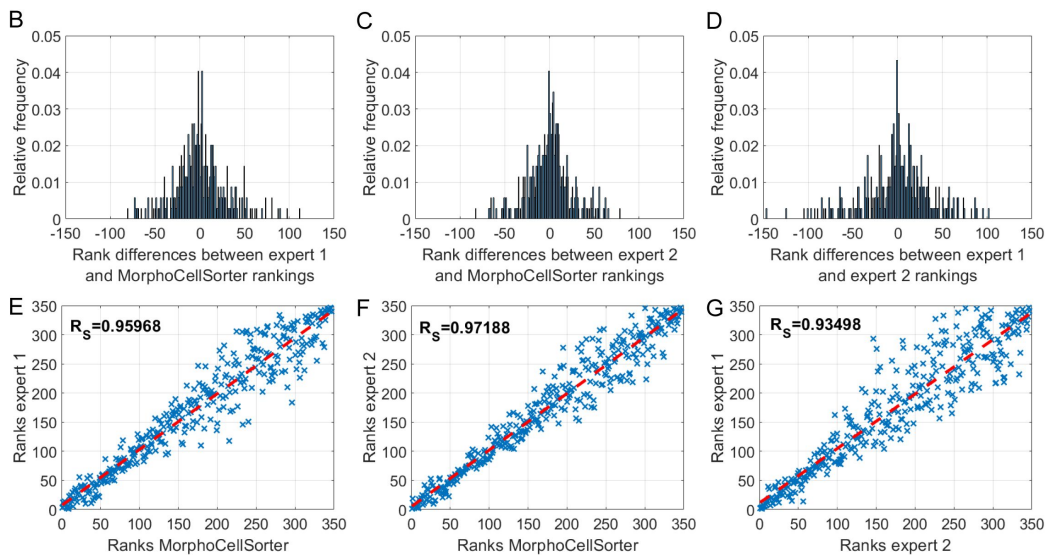 B
0.05
0.04
0.03
0.02
0.01
0
Relative frequency
-150 -100 -50 0 50 100 150
Rank differences between expert 1
and MorphoCellSorter rankings
C
0.05
0.04
0.03
0.02
0.01
0
Relative frequency
-150 -100 -50 0 50 100 150
Rank differences between expert 2
and MorphoCellSorter rankings
D
0.05
0.04
0.03
0.02
0.01
0
Relative frequency
-150 -100 -50 0 50 100 150
Rank differences between expert 1
and expert 2 rankings
E
350
300
250
200
150
100
50
0
Ranks expert 1
RS=0.95968
0 50 100 150 200 250 300 350
Ranks MorphoCellSorter
F
350
300
250
200
150
100
50
0
Ranks expert 2
RS=0.97188
0 50 100 150 200 250 300 350
Ranks MorphoCellSorter
G
350
300
250
200
150
100
50
0
Ranks expert 1
RS=0.93498
0 50 100 150 200 250 300 350
Ranks expert 2